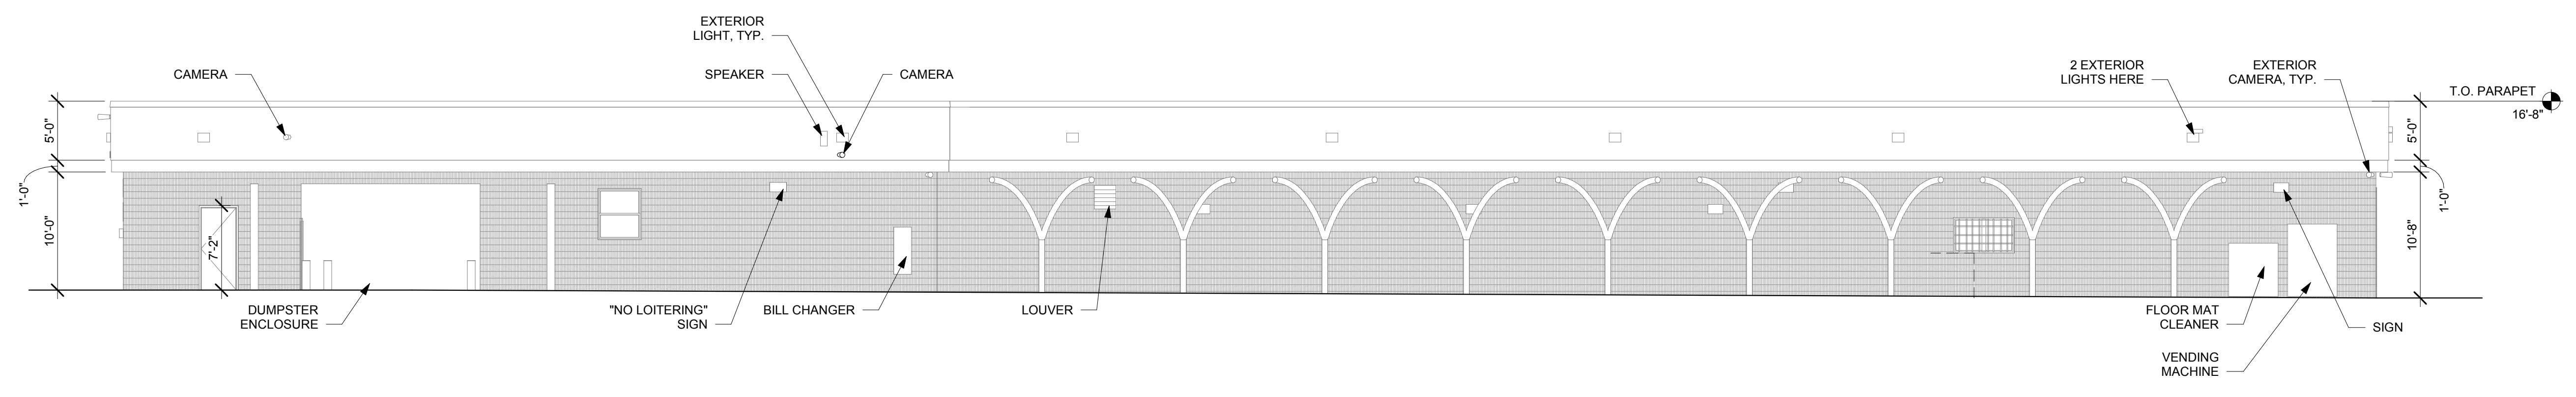 EXTERIOR
LIGHT, TYP.
CAMERA
SPEAKER
CAMERA
2 EXTERIOR
LIGHTS HERE
EXTERIOR
CAMERA, TYP.
T.O. PARAPET
16'-8"
5'-0"
1'-0"
10'-0"
7'-2"
5'-0"
1'-0"
10'-8"
DUMPSTER
ENCLOSURE
"NO LOITERING"
SIGN
BILL CHANGER
LOUVER
FLOOR MAT
CLEANER
SIGN
VENDING
MACHINE